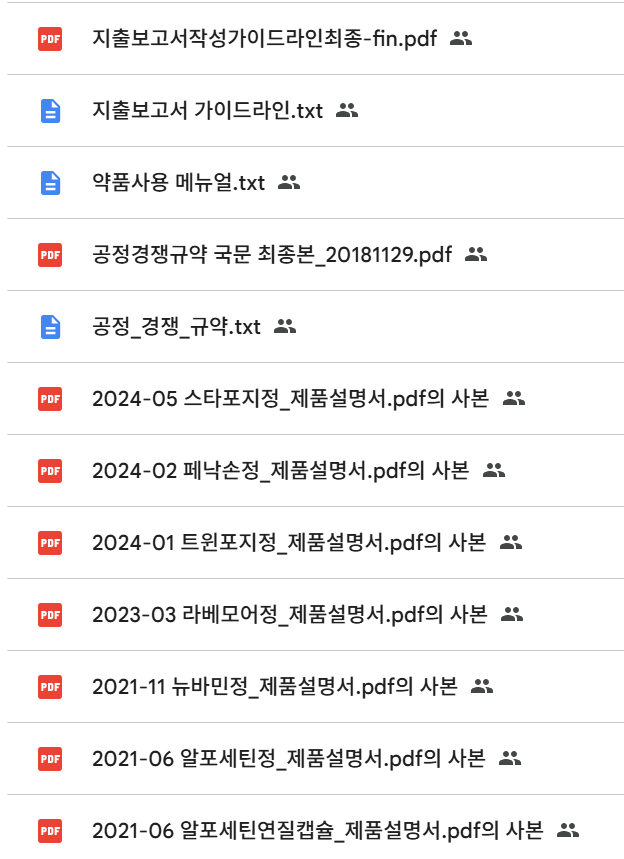 PDF 지출보고서작성가이드라인최종-fin.pdf
지출보고서 가이드라인.txt
약품사용 메뉴얼.txt
PDF 공정경쟁규약 국문 최종본_20181129.pdf
공정_경쟁_규약.txt
PDF 2024-05 스타포지정_제품설명서.pdf의 사본
PDF 2024-02 페낙손정_제품설명서.pdf의 사본
PDF 2024-01 트윈포지정_제품설명서.pdf의 사본
PDF 2023-03 라베모어정_제품설명서.pdf의 사본
PDF 2021-11 뉴바민정_제품설명서.pdf의 사본
PDF 2021-06 알포세틴정_제품설명서.pdf의 사본
PDF 2021-06 알포세틴연질캡슐_제품설명서.pdf의 사본